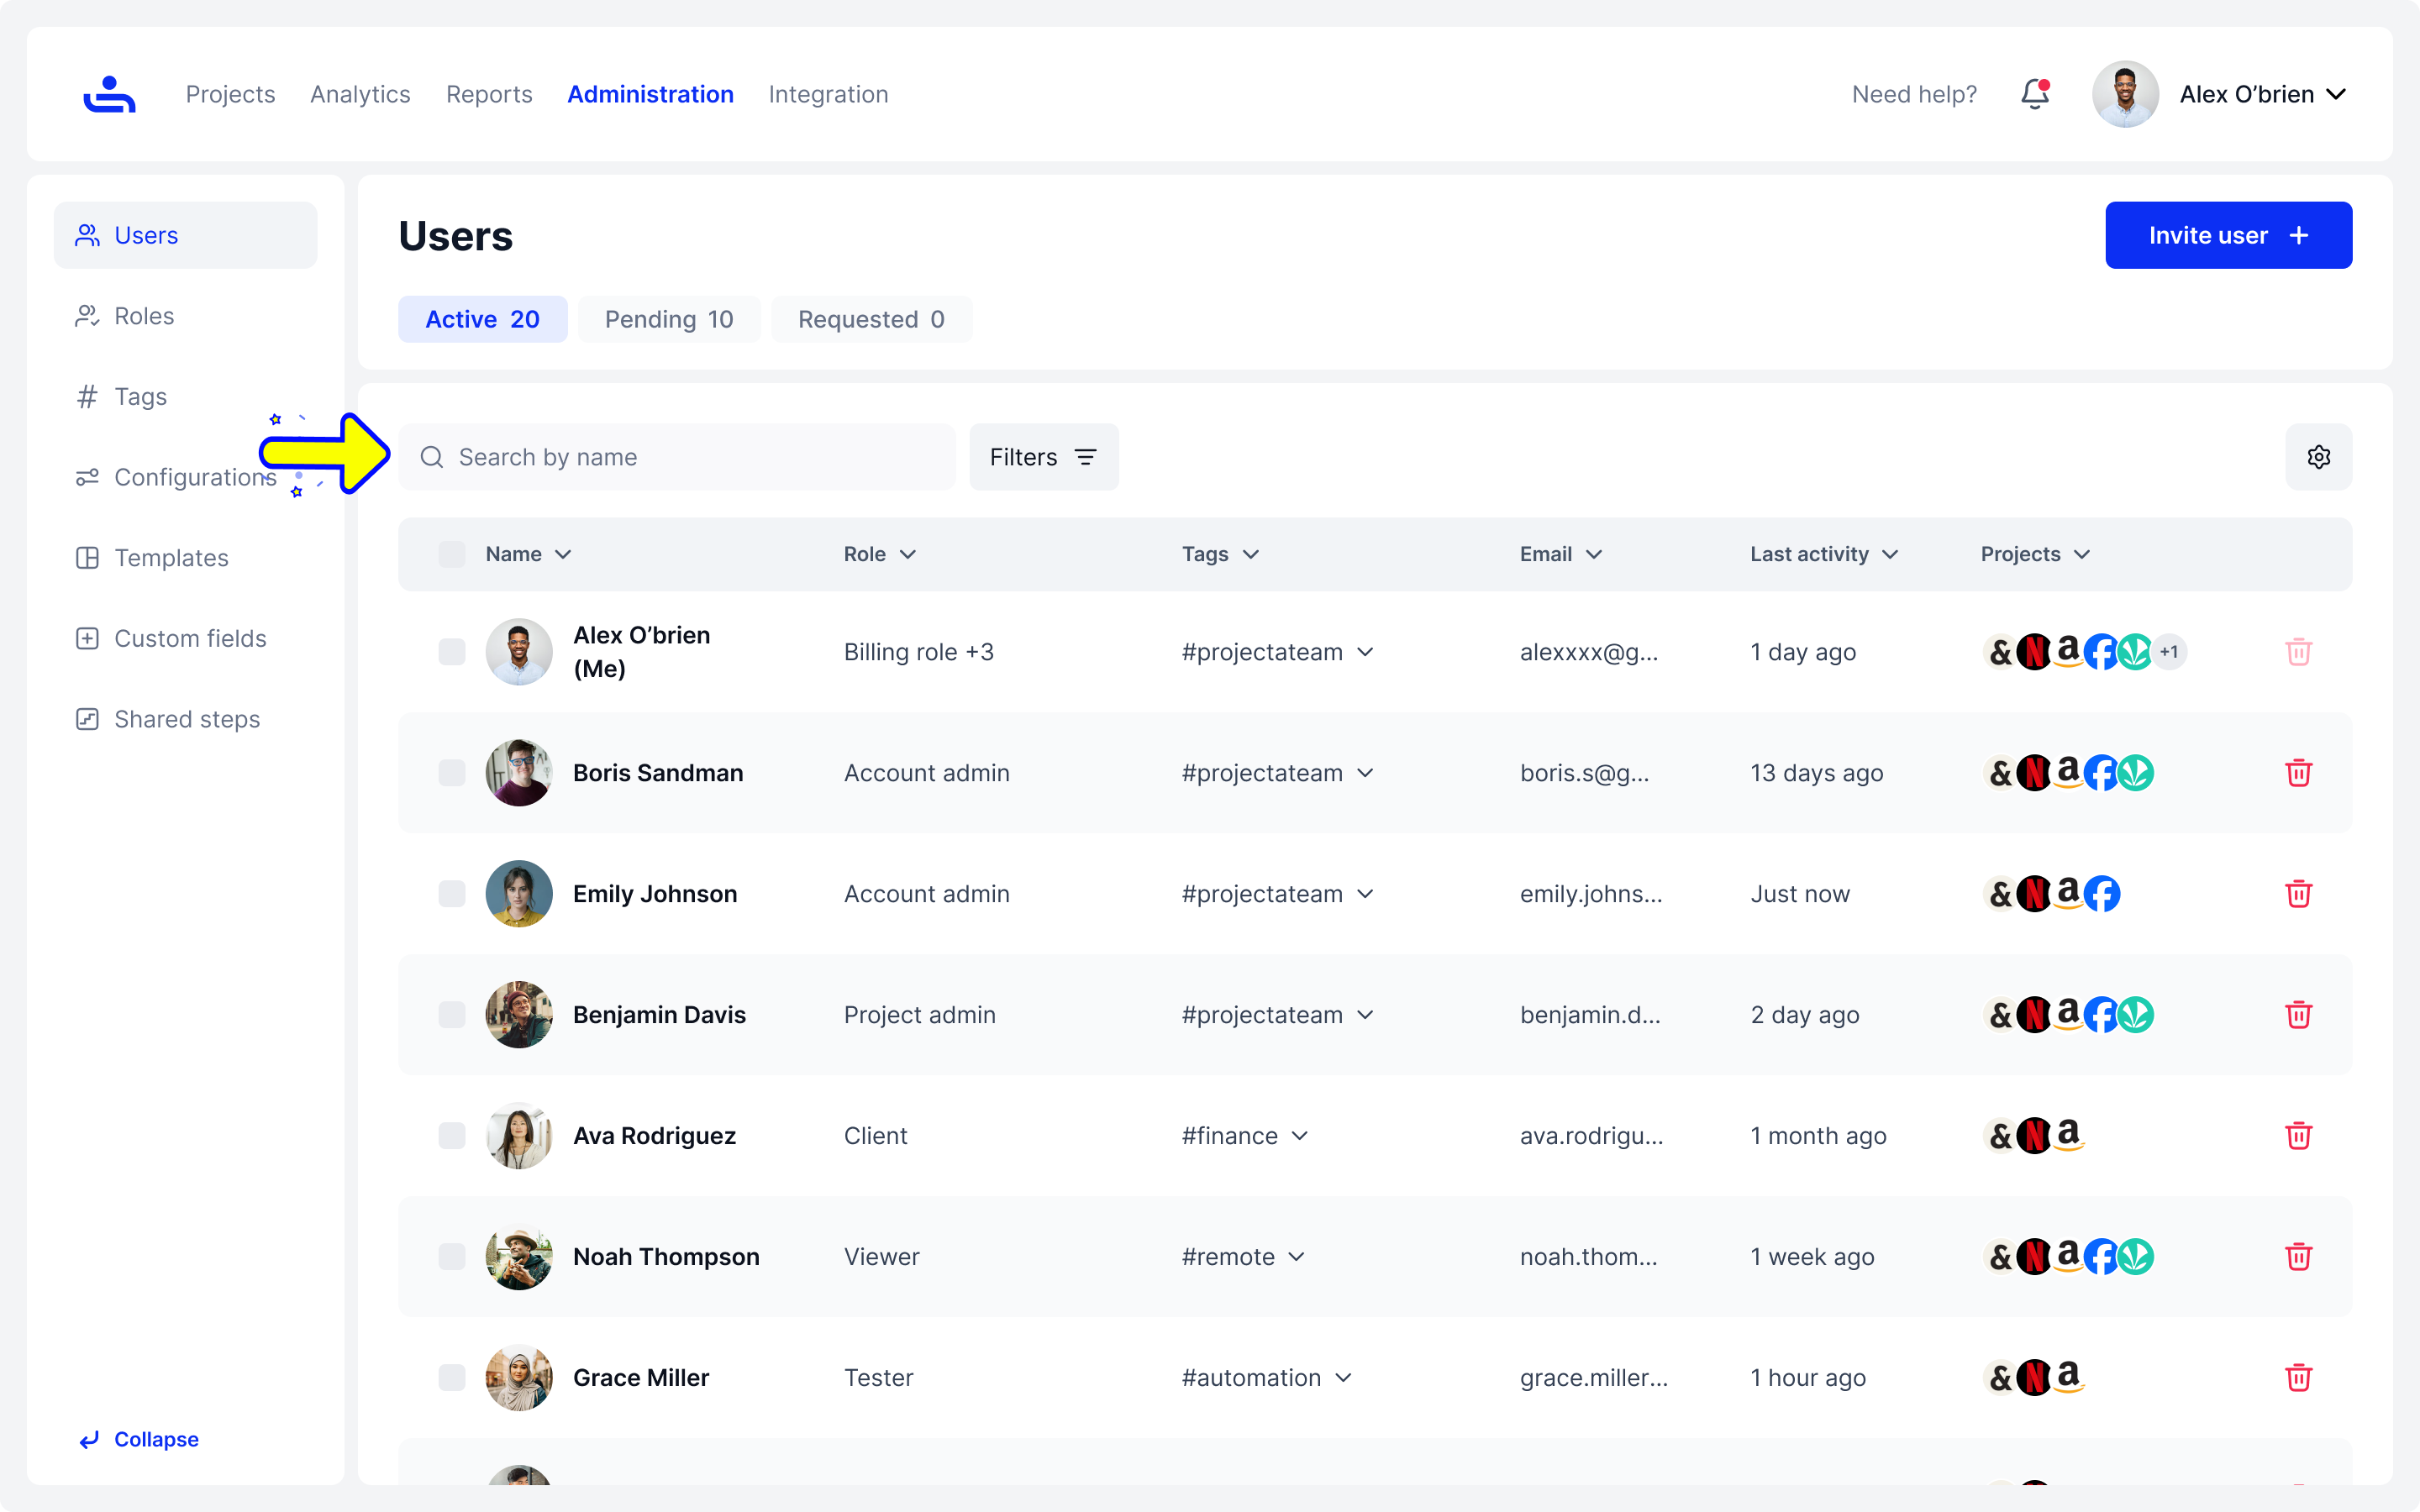 Projects Analytics Reports Administration Integration Need help? Alex O’brien
Users
Roles
Tags
Configurations
Templates
Custom fields
Shared steps
Collapse
Users Invite user
Active 20 Pending 10 Requested 0
Search by name Filters
Name Role Tags Email Last activity Projects
Alex O’brien
(Me) Billing role +3 #projectateam alexxxx@g... 1 day ago & N a f +1
Boris Sandman Account admin #projectateam boris.s@g... 13 days ago & N a f
Emily Johnson Account admin #projectateam emily.johns... Just now & N a f
Benjamin Davis Project admin #projectateam benjamin.d... 2 day ago & N a f
Ava Rodriguez Client #finance ava.rodrigu... 1 month ago & N a
Noah Thompson Viewer #remote noah.thom... 1 week ago & N a f
Grace Miller Tester #automation grace.miller... 1 hour ago & N a